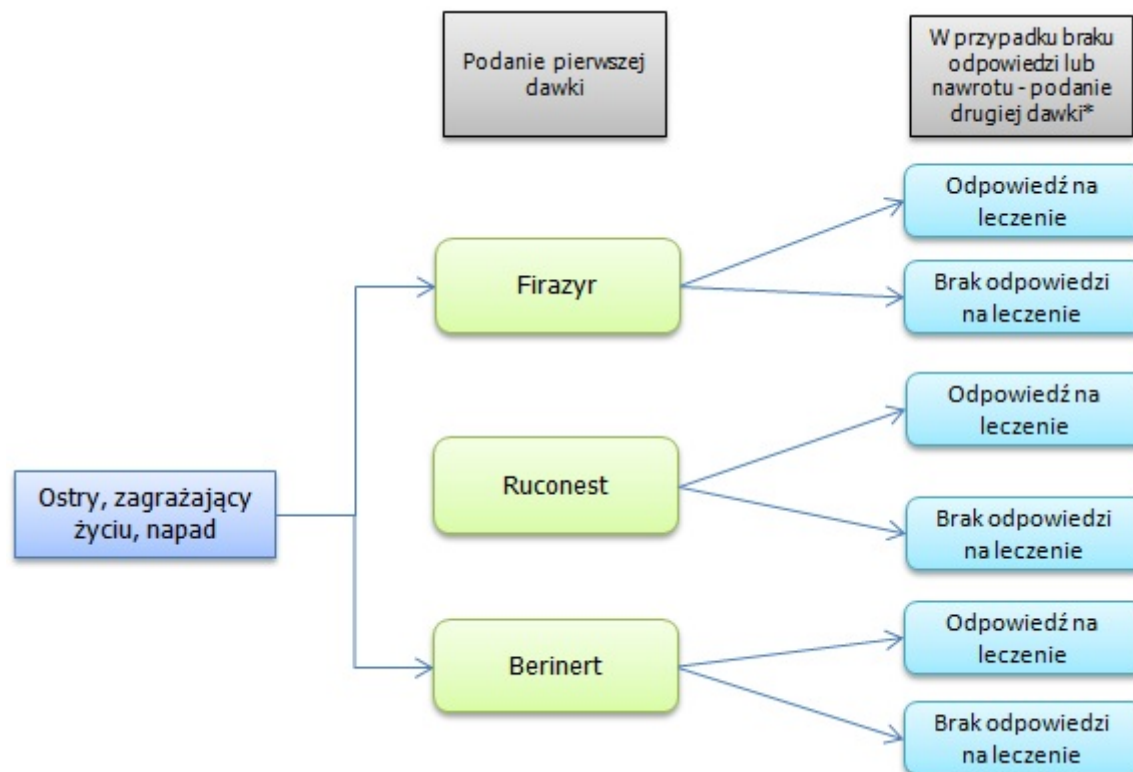 Podanie pierwszej
dawki
W przypadku braku
odpowiedzi lub
nawrotu - podanie
drugiej dawki*
Ostry, zagrażający
życiu, napad
Firazyr
Odpowiedź na
leczenie
Brak odpowiedzi
na leczenie
Ruconest
Odpowiedź na
leczenie
Brak odpowiedzi
na leczenie
Berinert
Odpowiedź na
leczenie
Brak odpowiedzi
na leczenie